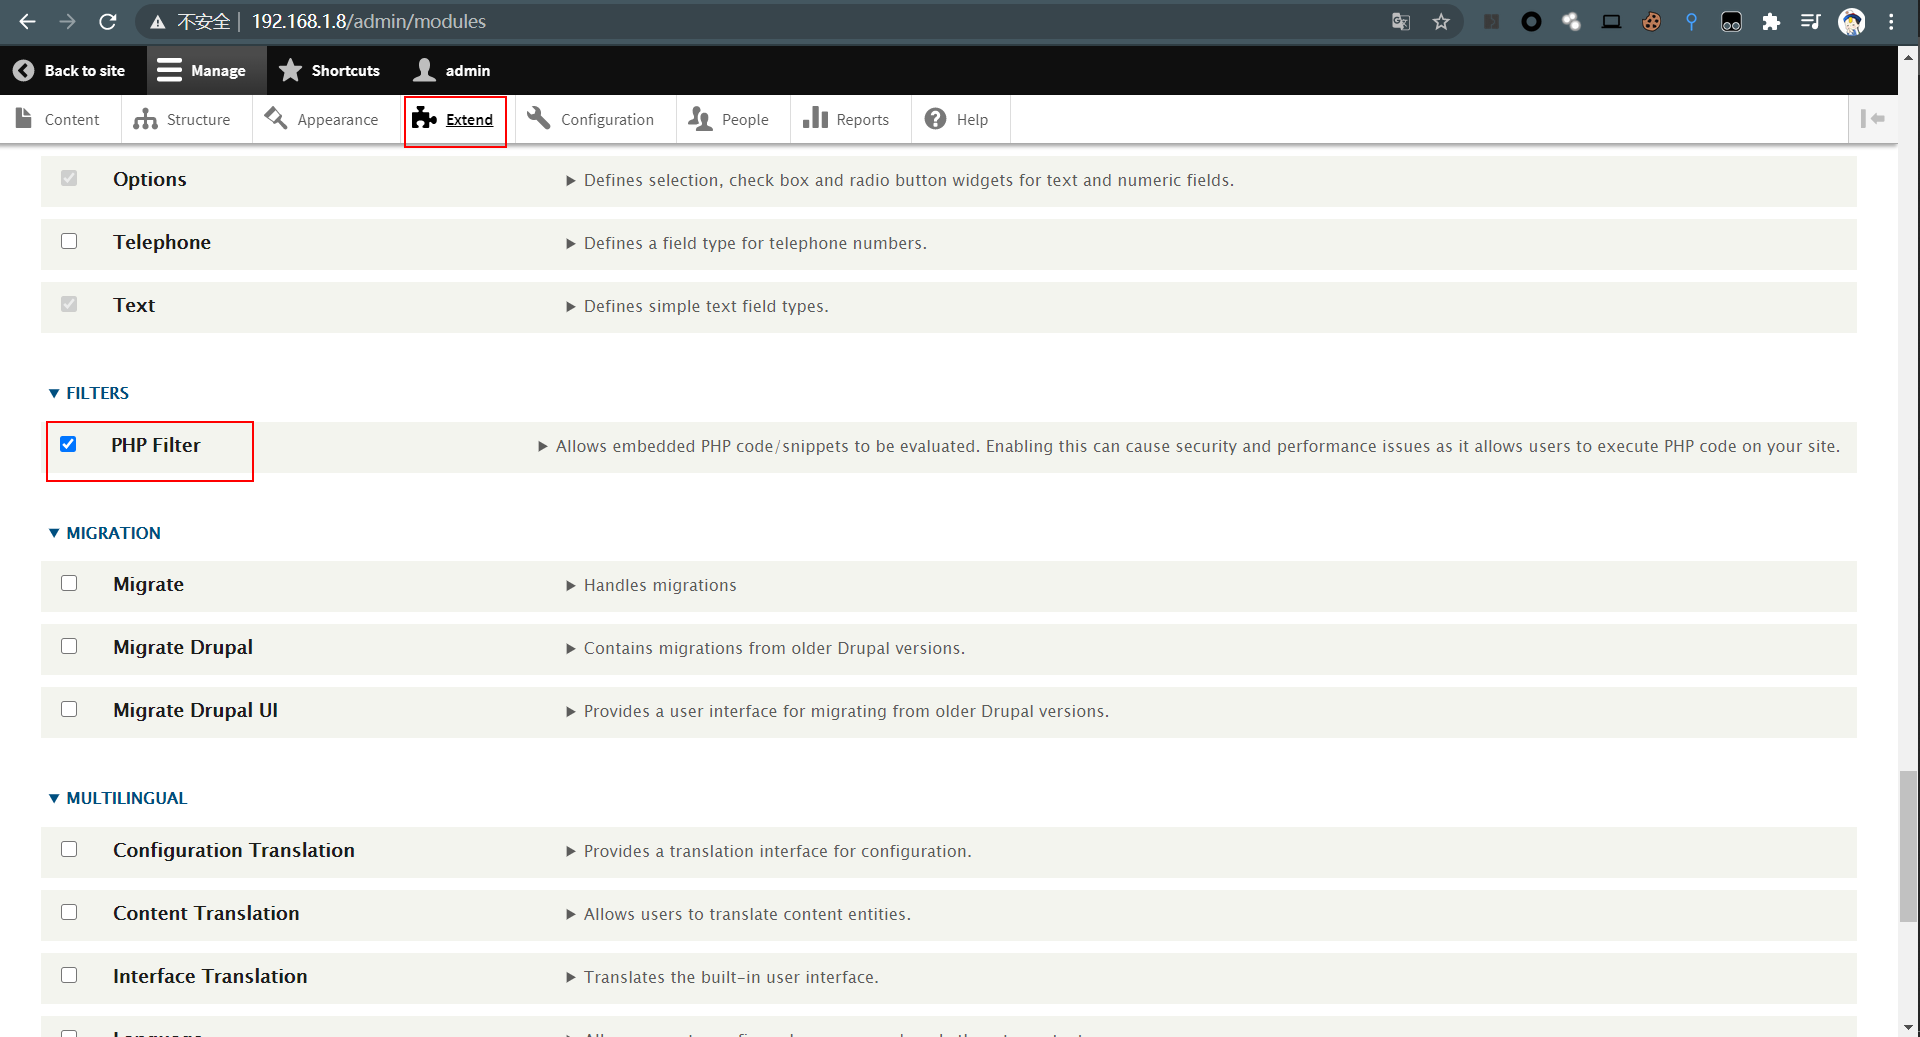 不安全 192.168.1.8/admin/modules
Back to site Manage Shortcuts admin
Content Structure Appearance Extend Configuration People Reports Help
Options Defines selection, check box and radio button widgets for text and numeric fields.
Telephone Defines a field type for telephone numbers.
Text Defines simple text field types.
FILTERS
PHP Filter Allows embedded PHP code/snippets to be evaluated. Enabling this can cause security and performance issues as it allows users to execute PHP code on your site.
MIGRATION
Migrate Handles migrations
Migrate Drupal Contains migrations from older Drupal versions.
Migrate Drupal UI Provides a user interface for migrating from older Drupal versions.
MULTILINGUAL
Configuration Translation Provides a translation interface for configuration.
Content Translation Allows users to translate content entities.
Interface Translation Translates the built-in user interface.